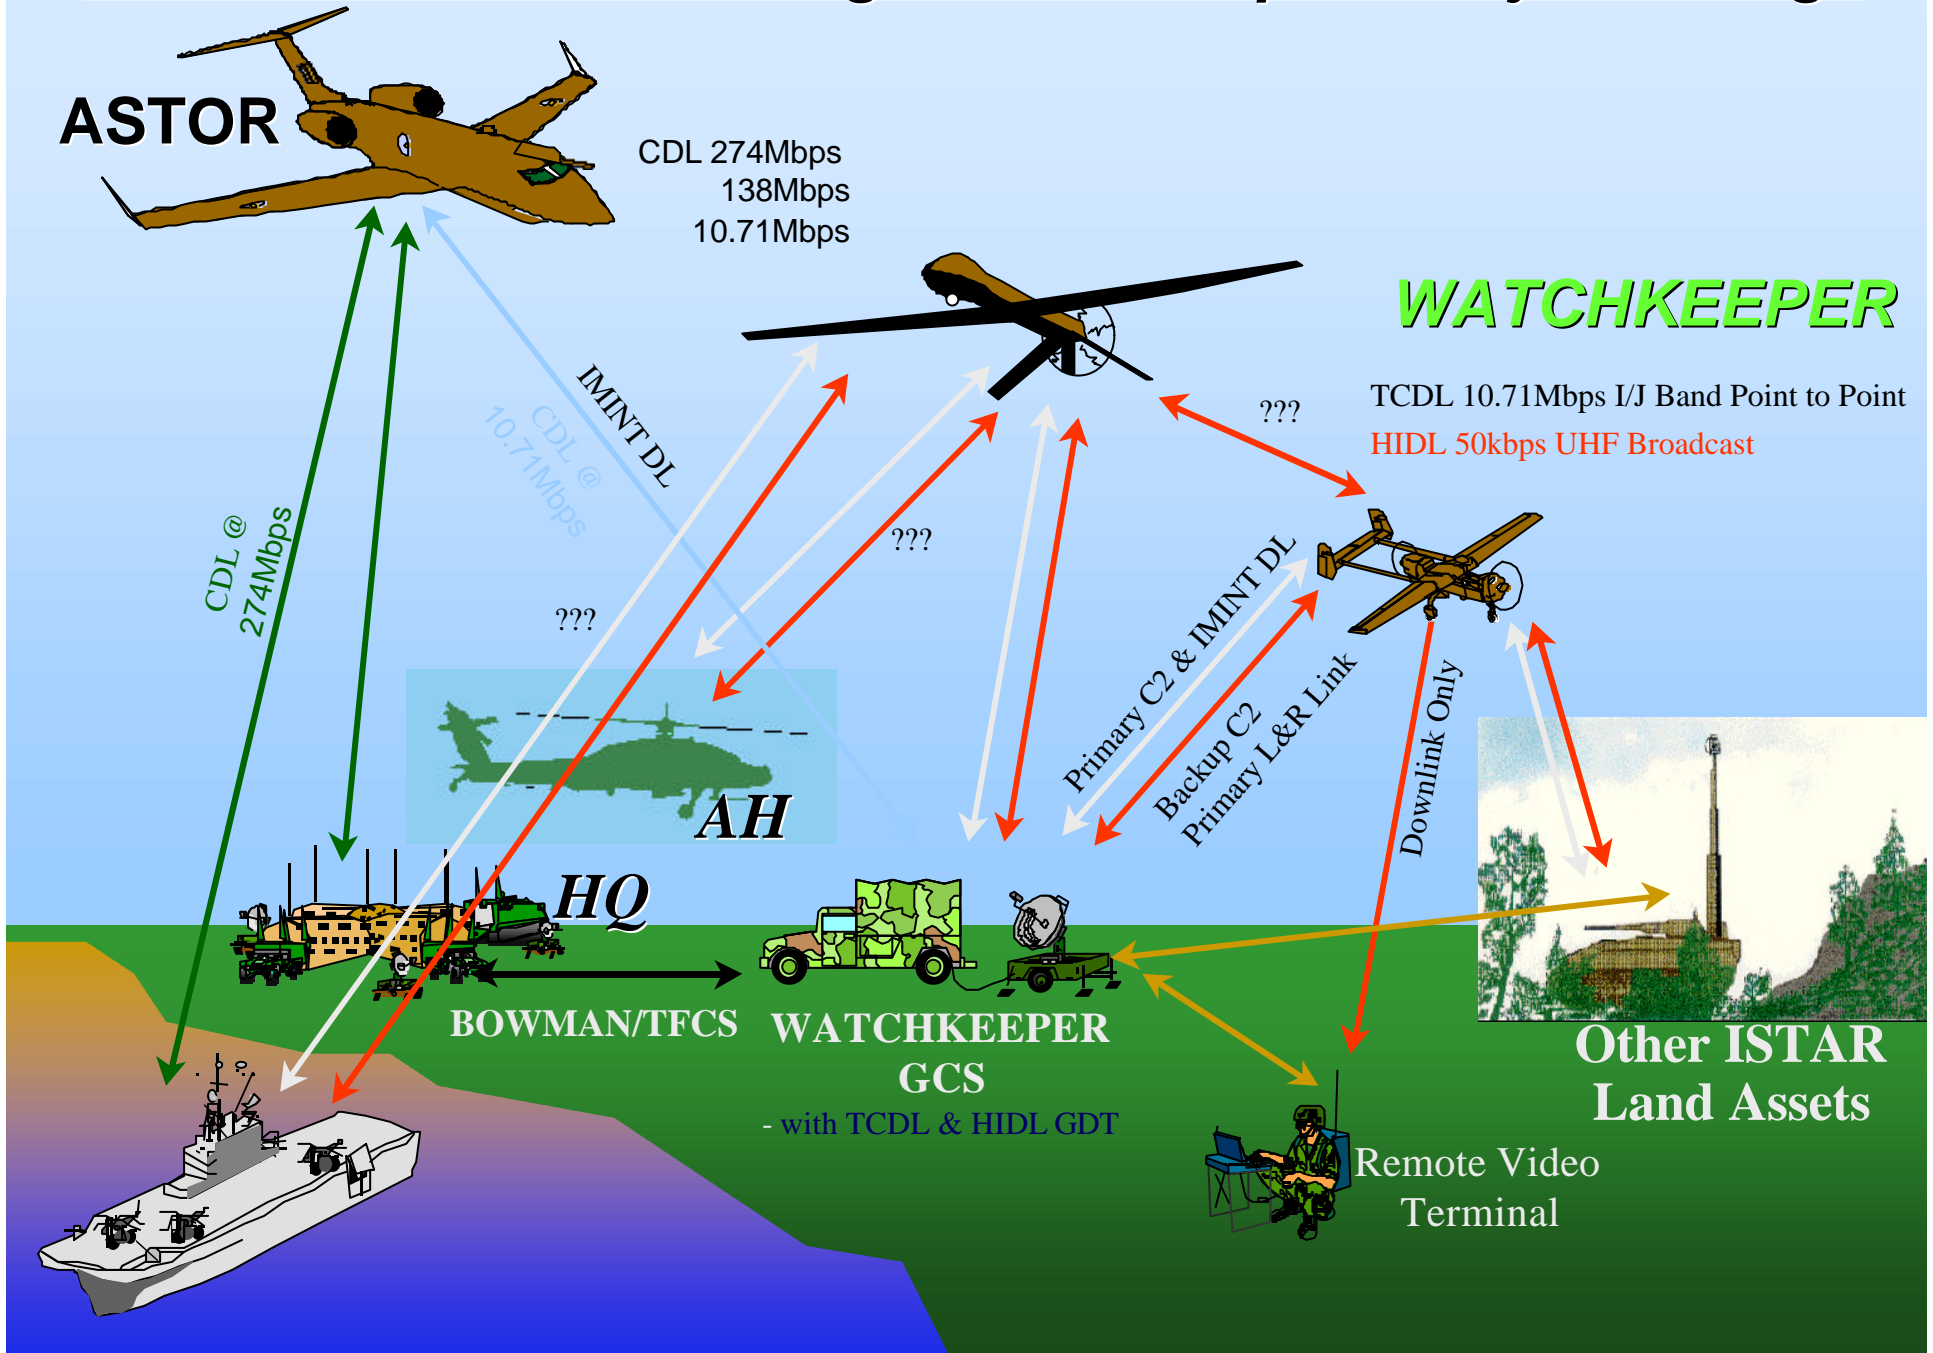 ASTOR
CDL 274Mbps
138Mbps
10.71Mbps
WATCHKEEPER
TCDL 10.71Mbps I/J Band Point to Point
HIDL 50kbps UHF Broadcast
???
IMINT DL
CDL @
10.71Mbps
CDL @
274Mbps
???
???
Primary C2 & IMINT DL
Backup C2
Primary L&R Link
Downlink Only
AH
HQ
BOWMAN/TFCS
WATCHKEEPER
GCS
- with TCDL & HIDL GDT
Other ISTAR
Land Assets
Remote Video
Terminal